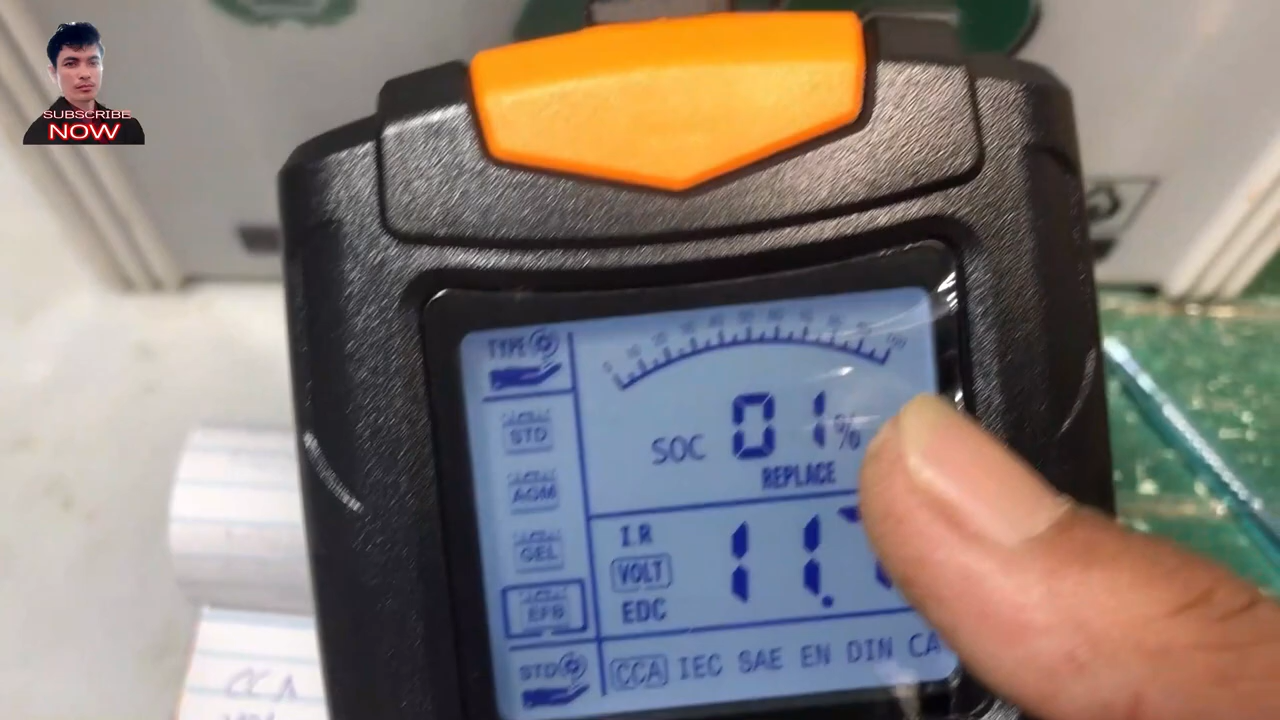 SUBSCRIBE
NOW
TYPE
STD
AGM
GEL
EFB
STD
SOC 01%
REPLACE
I.R
VOLT
EDC
11.
CCA IEC SAE EN DIN CA
CCA